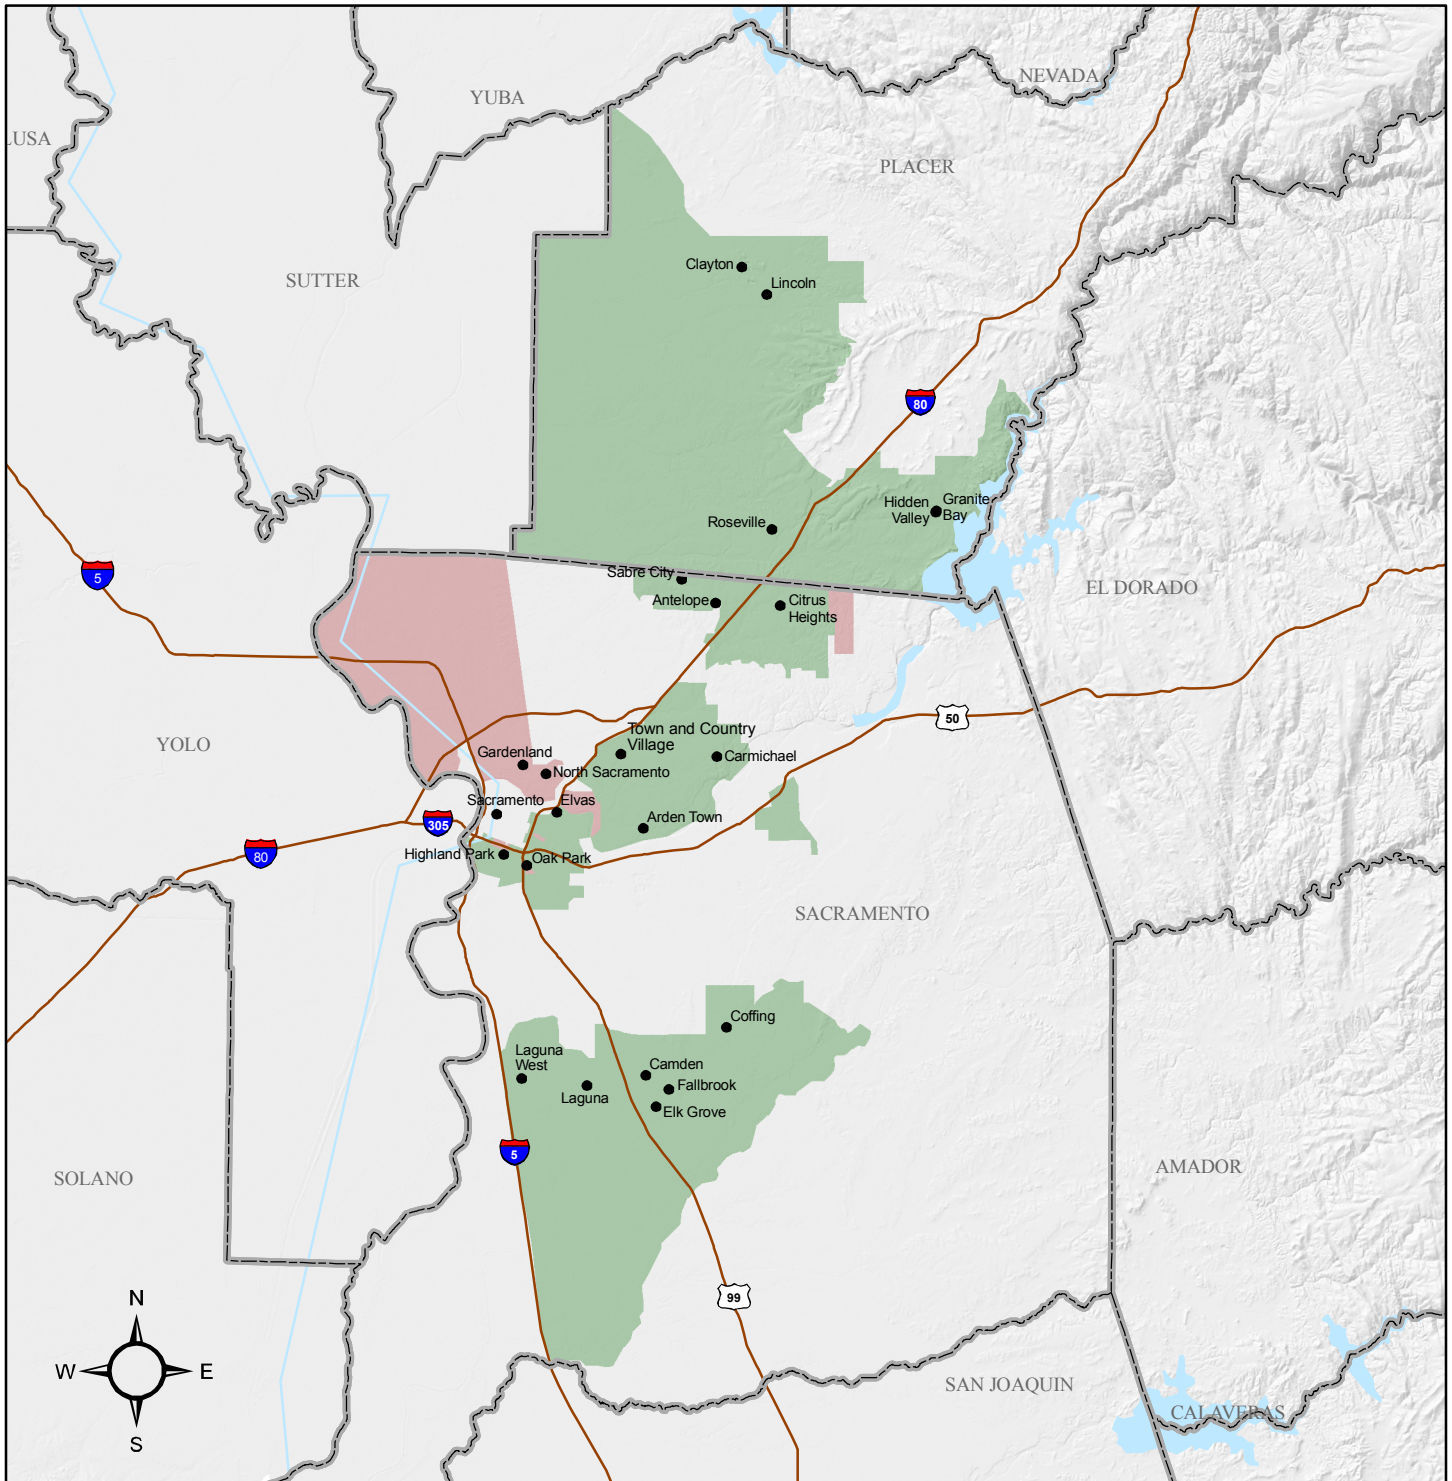 NEVADA
YUBA
LUSA
PLACER
Clayton
Lincoln
SUTTER
80
Hidden
Valley
Granite
Bay
Roseville
5
Sabre City
Antelope
Citrus
Heights
EL DORADO
50
YOLO
Town and Country
Village
Gardenland
Carmichael
North Sacramento
Sacramento
Elvas
305
Arden Town
80
Highland Park
Oak Park
SACRAMENTO
Coffing
Laguna
West
Camden
Fallbrook
Laguna
Elk Grove
5
SOLANO
AMADOR
99
N
W
E
S
SAN JOAQUIN
CALAVERAS